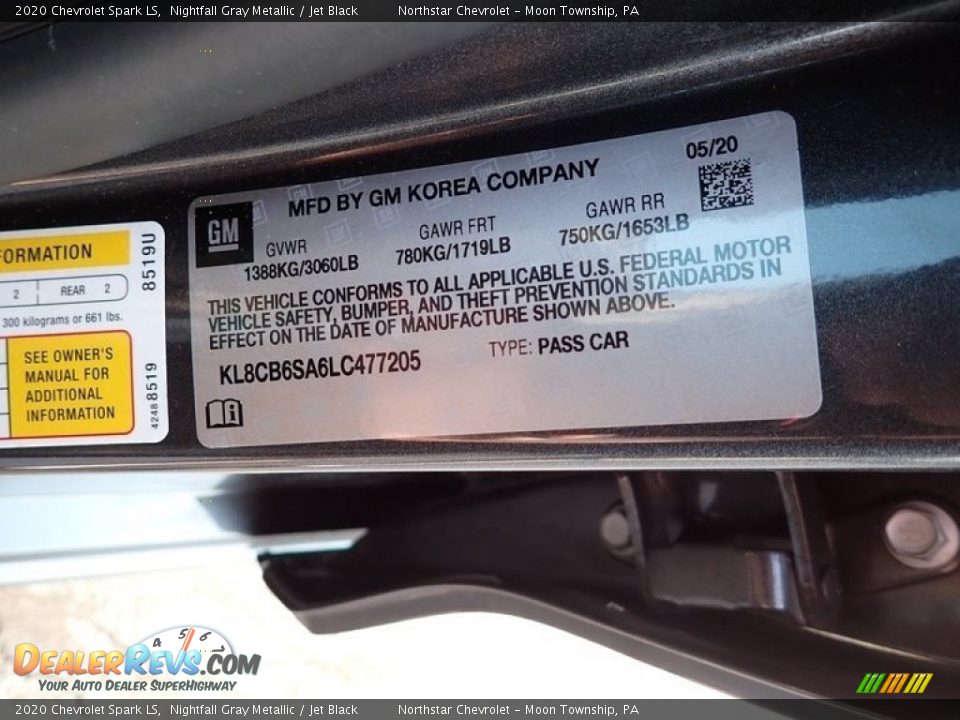 2020 Chevrolet Spark LS, Nightfall Gray Metallic / Jet Black Northstar Chevrolet - Moon Township, PA
MFD BY GM KOREA COMPANY
05/20
GM
GVWR GAWR FRT GAWR RR
1388KG/3060LB 780KG/1719LB 750KG/1653LB
THIS VEHICLE CONFORMS TO ALL APPLICABLE U.S. FEDERAL MOTOR
VEHICLE SAFETY, BUMPER, AND THEFT PREVENTION STANDARDS IN
EFFECT ON THE DATE OF MANUFACTURE SHOWN ABOVE.
KL8CB6SA6LC477205 TYPE: PASS CAR
FORMATION
2 REAR 2
300 kilograms or 661 lbs.
SEE OWNER'S
MANUAL FOR
ADDITIONAL
INFORMATION
8519U
42488519
4 5 6
DEALERREVS.COM
YOUR AUTO DEALER SUPERHIGHWAY
2020 Chevrolet Spark LS, Nightfall Gray Metallic / Jet Black Northstar Chevrolet - Moon Township, PA